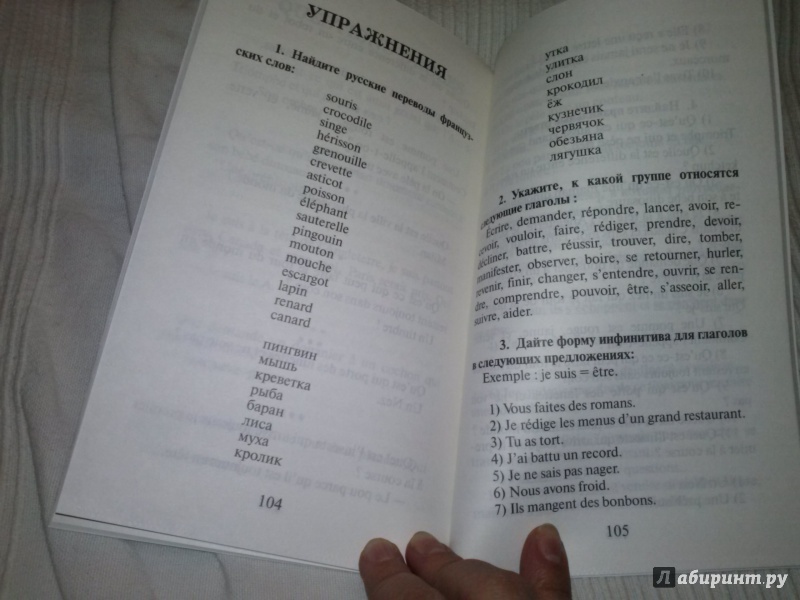 УПРАЖНЕНИЯ
1. Найдите русские переводы француз-
ских слов:
souris
crocodile
singe
hérisson
grenouille
crevette
asticot
poisson
éléphant
sauterelle
pingouin
mouton
mouche
escargot
lapin
renard
canard
пингвин
мышь
креветка
рыба
баран
лиса
муха
кролик
104
утка
улитка
слон
крокодил
ёж
кузнечик
червячок
обезьяна
лягушка
2. Укажите, к какой группе относятся
следующие глаголы :
Écrire, demander, répondre, lancer, avoir, re-
cevoir, vouloir, faire, rédiger, prendre, devoir,
décliner, battre, réussir, trouver, dire, tomber,
manifester, observer, boire, se retourner, hurler,
revenir, finir, changer, s'entendre, ouvrir, se ren-
dre, comprendre, pouvoir, être, s'asseoir, aller,
suivre, aider.
3. Дайте форму инфинитива для глаголов
в следующих предложениях:
Exemple : je suis = être.
1) Vous faites des romans.
2) Je rédige les menus d'un grand restaurant.
3) Tu as tort.
4) J'ai battu un record.
5) Je ne sais pas nager.
6) Nous avons froid.
7) Ils mangent des bonbons.
105
Лабиринт.ру